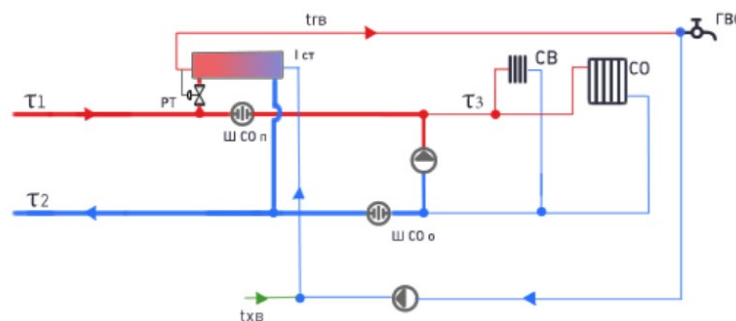 tгв
ГВС
I ст
СВ
СО
РТ
τ1
τ3
Ш СО п
τ2
Ш СО о
tхв